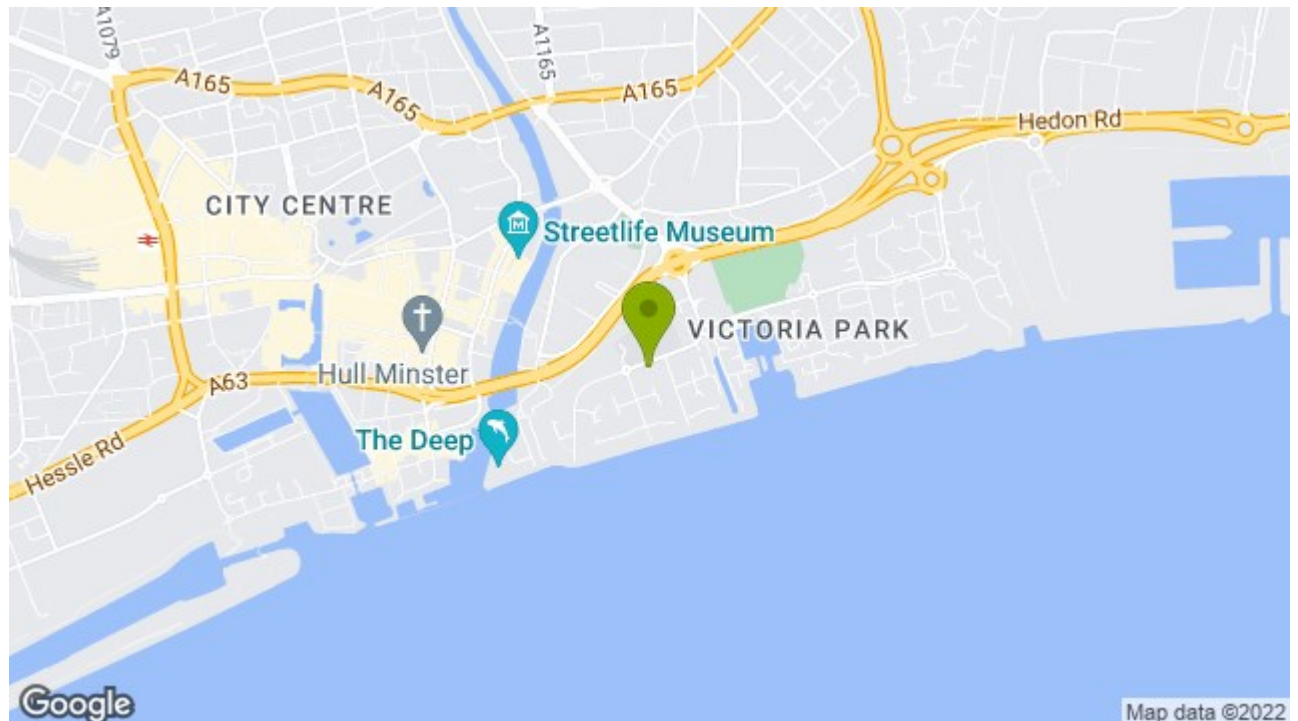 A1079
A1165
A165
A165
A165
Hedon Rd
CITY CENTRE
M
Streetlife Museum
VICTORIA PARK
Hull Minster
A63
The Deep
Hessle Rd
Google
Map data ©2022